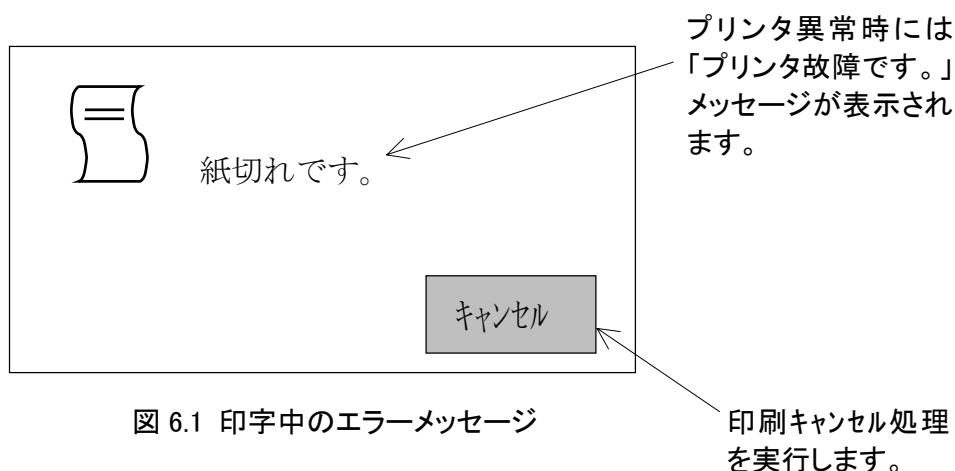 プリンタ異常時には
「プリンタ故障です。」
メッセージが表示され
ます。
紙切れです。
キャンセル
図 6.1 印字中のエラーメッセージ
印刷キャンセル処理
を実行します。